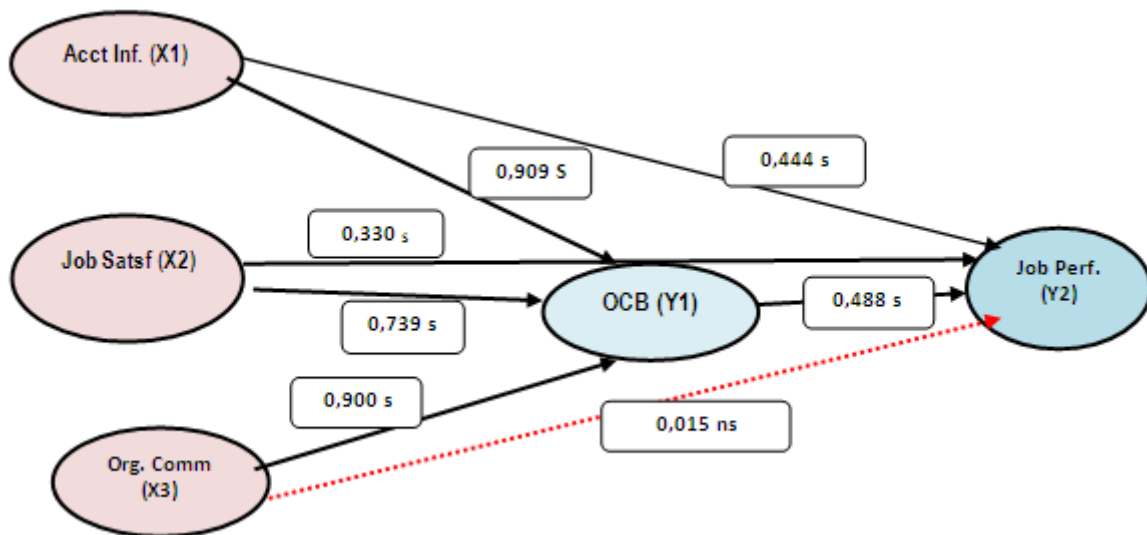 Acct Inf. (X1)
0,444 s
0,909 S
0,330 s
Job Satsf (X2)
Job Perf.
(Y2)
OCB (Y1)
0,488 s
0,739 s
0,900 s
0,015 ns
Org. Comm
(X3)